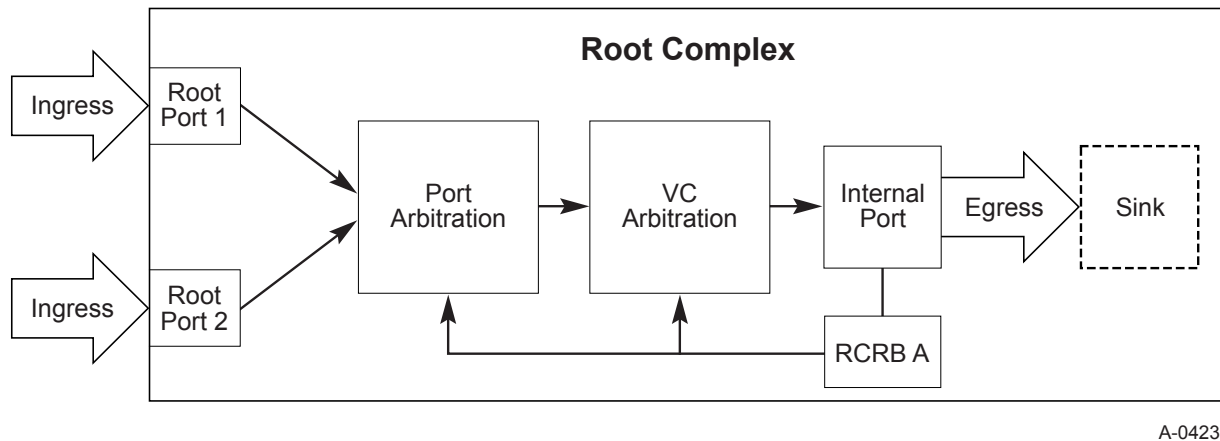 Root Complex
Ingress
Root
Port 1
Port
Arbitration
VC
Arbitration
Internal
Port
Egress
Sink
Ingress
Root
Port 2
RCRB A
A-0423